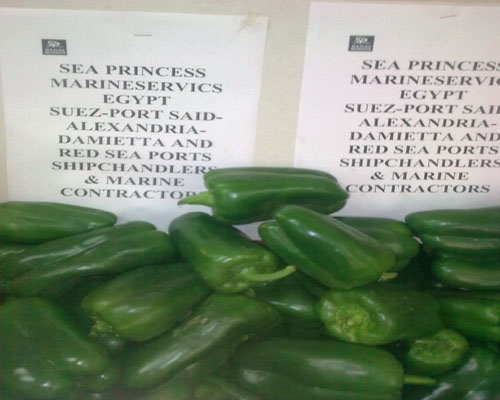 SEA PRINCESS
MARINESERVICS
EGYPT
SUEZ-PORT SAID-
ALEXANDRIA-
DAMIETTA AND
RED SEA PORTS
SHIPCHANDLERS
& MARINE
CONTRACTORS
SEA PRINCESS
MARINESERVICS
EGYPT
SUEZ-PORT SAID
ALEXANDRIA-
DAMIETTA AND
RED SEA PORTS
SHIPCHANDLERS
& MARINE
CONTRACTORS